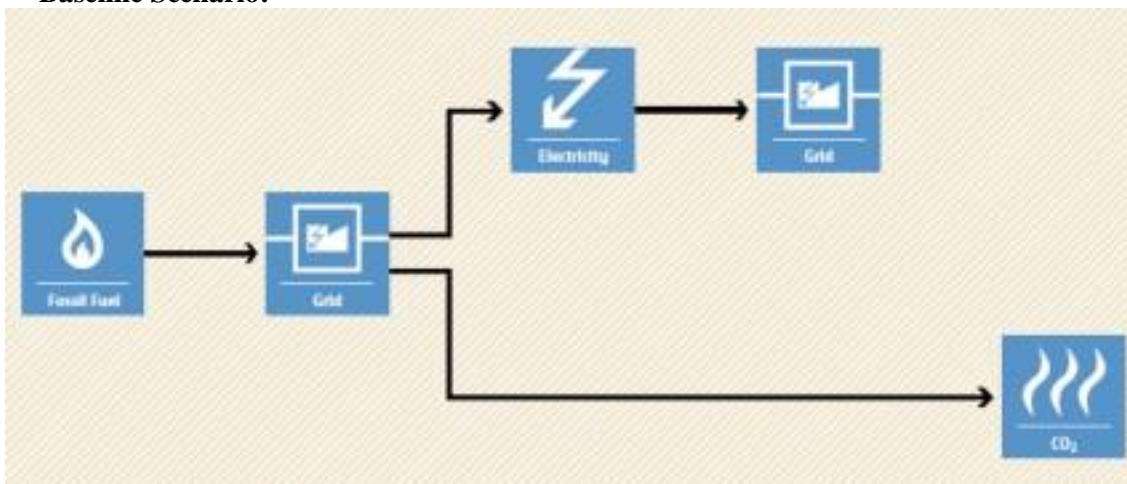 Baseline Scenario:
Electricity
Grid
Fossil Fuel
Grid
CO₂